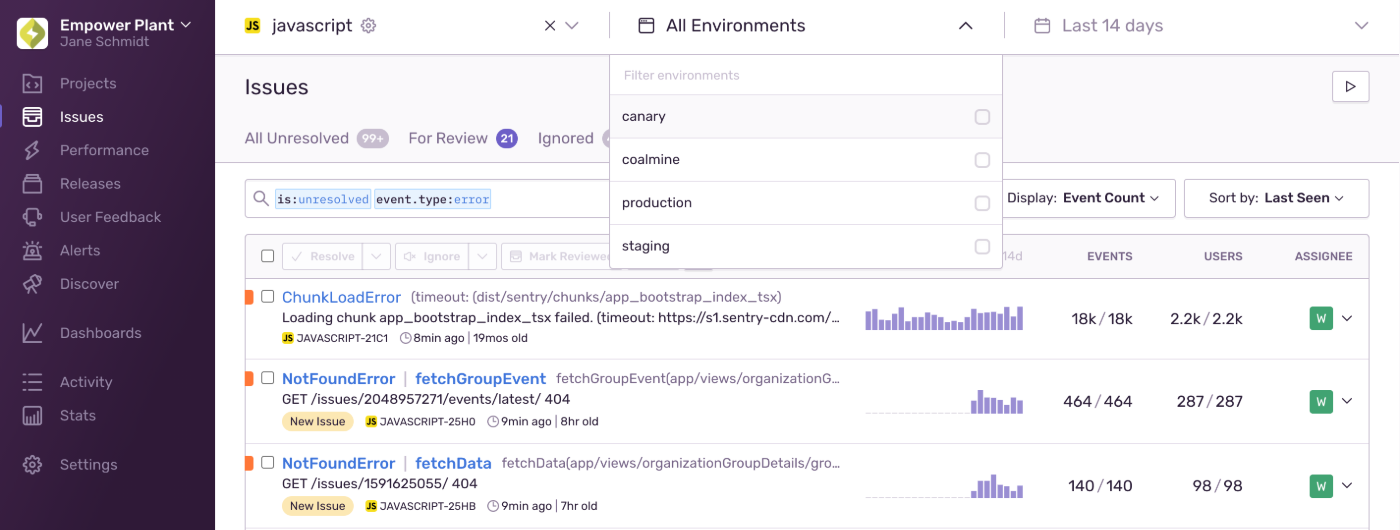 Empower Plant
Jane Schmidt
Projects
Issues
Performance
Releases
User Feedback
Alerts
Discover
Dashboards
Activity
Stats
Settings
JS javascript
All Environments
Last 14 days
Filter environments
canary
coalmine
production
staging
Issues
All Unresolved 99+ For Review 21 Ignored
is:unresolved event.type:error
Display: Event Count
Sort by: Last Seen
Resolve Ignore Mark Reviewed 14d EVENTS USERS ASSIGNEE
ChunkLoadError (timeout: (dist/sentry/chunks/app_bootstrap_index_tsx)
Loading chunk app_bootstrap_index_tsx failed. (timeout: https://s1.sentry-cdn.com/…
JS JAVASCRIPT-21C1 8min ago | 19mos old
18k / 18k 2.2k / 2.2k W
NotFoundError | fetchGroupEvent fetchGroupEvent(app/views/organizationG…
GET /issues/2048957271/events/latest/ 404
New Issue JS JAVASCRIPT-25H0 9min ago | 8hr old
464 / 464 287 / 287 W
NotFoundError | fetchData fetchData(app/views/organizationGroupDetails/gro…
GET /issues/1591625055/ 404
New Issue JS JAVASCRIPT-25HB 9min ago | 7hr old
140 / 140 98 / 98 W